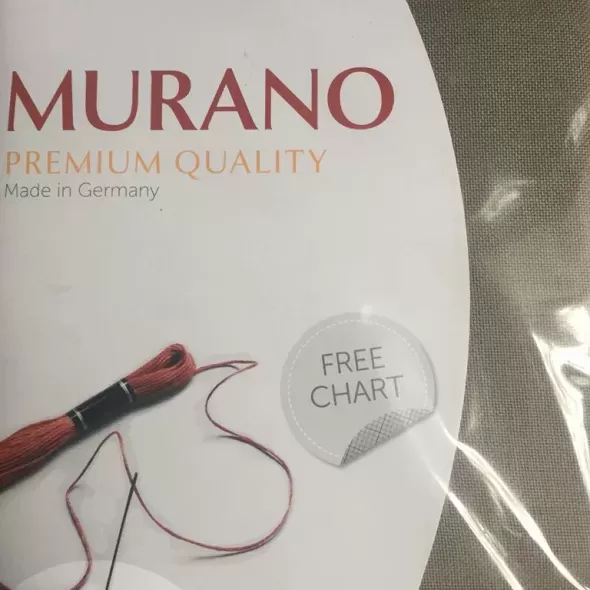 MURANO
PREMIUM QUALITY
Made in Germany
FREE
CHART